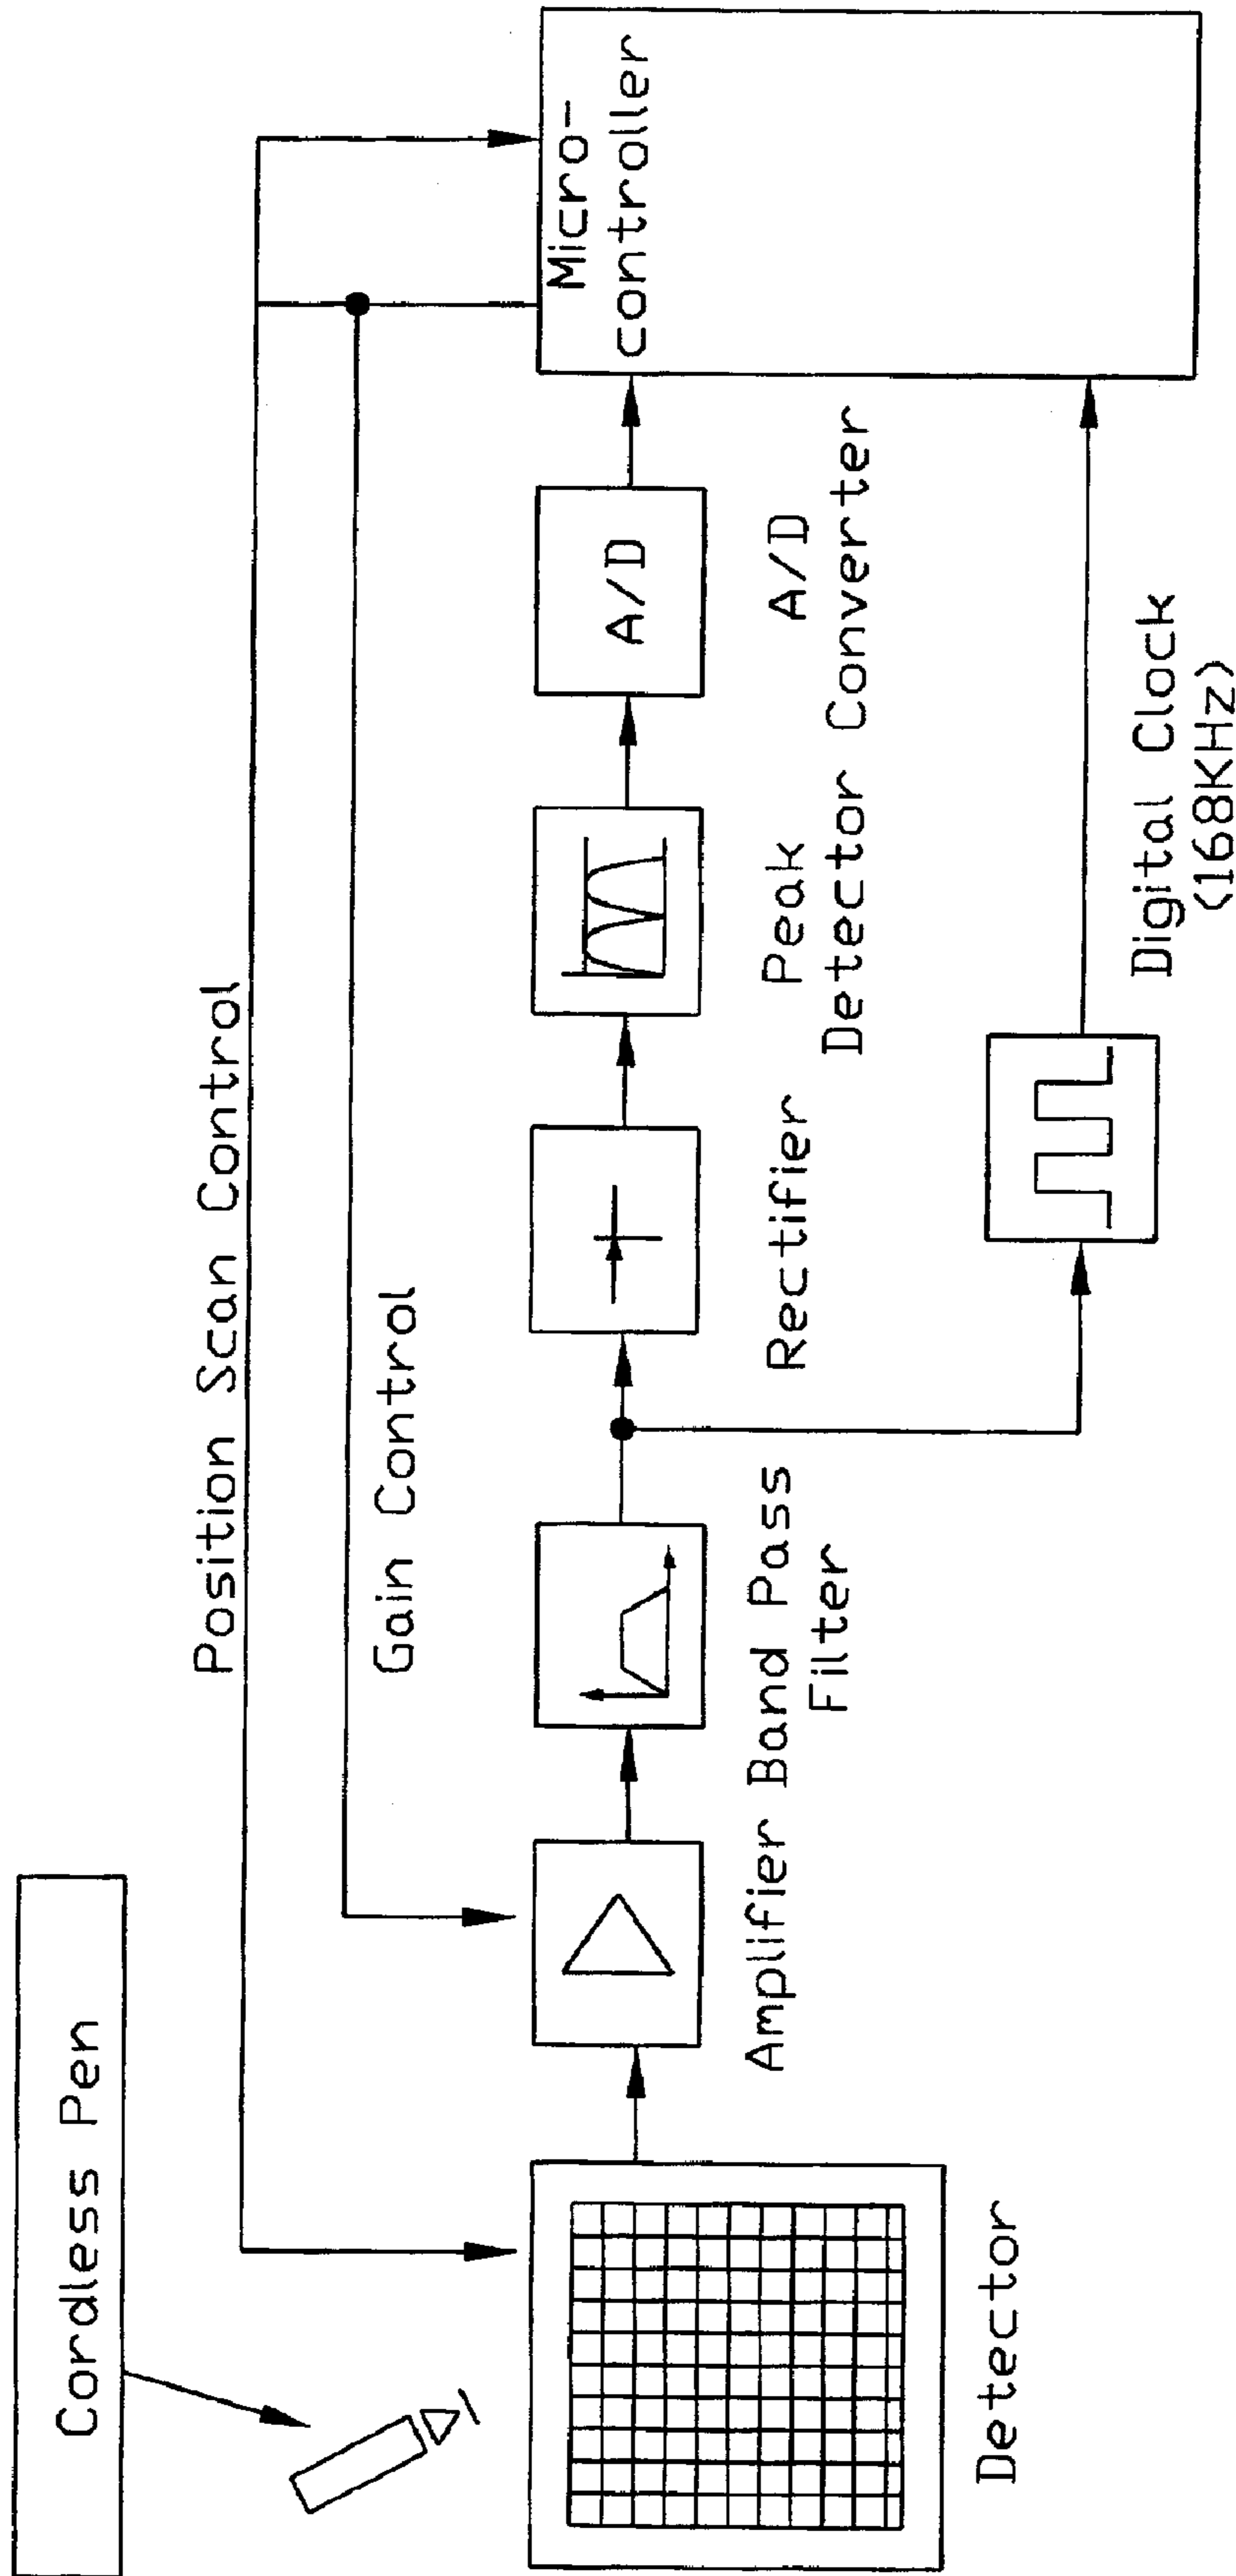 Cordless Pen
Position Scan Control
Gain Control
Micro-
controller
A/D
Amplifier Band Pass
Filter
Rectifier
Peak
Detector
A/D
Converter
Detector
Digital Clock
(168KHz)